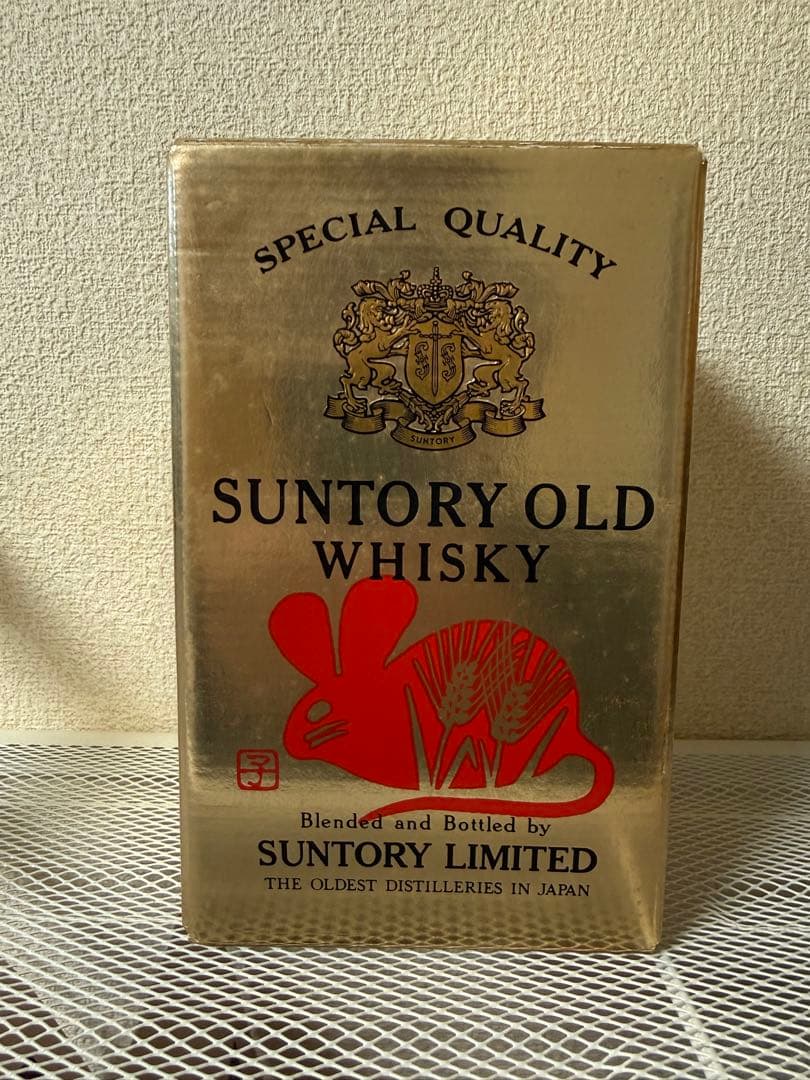 SPECIAL QUALITY
SUNTORY
SUNTORY OLD
WHISKY
子
Blended and Bottled by
SUNTORY LIMITED
THE OLDEST DISTILLERIES IN JAPAN